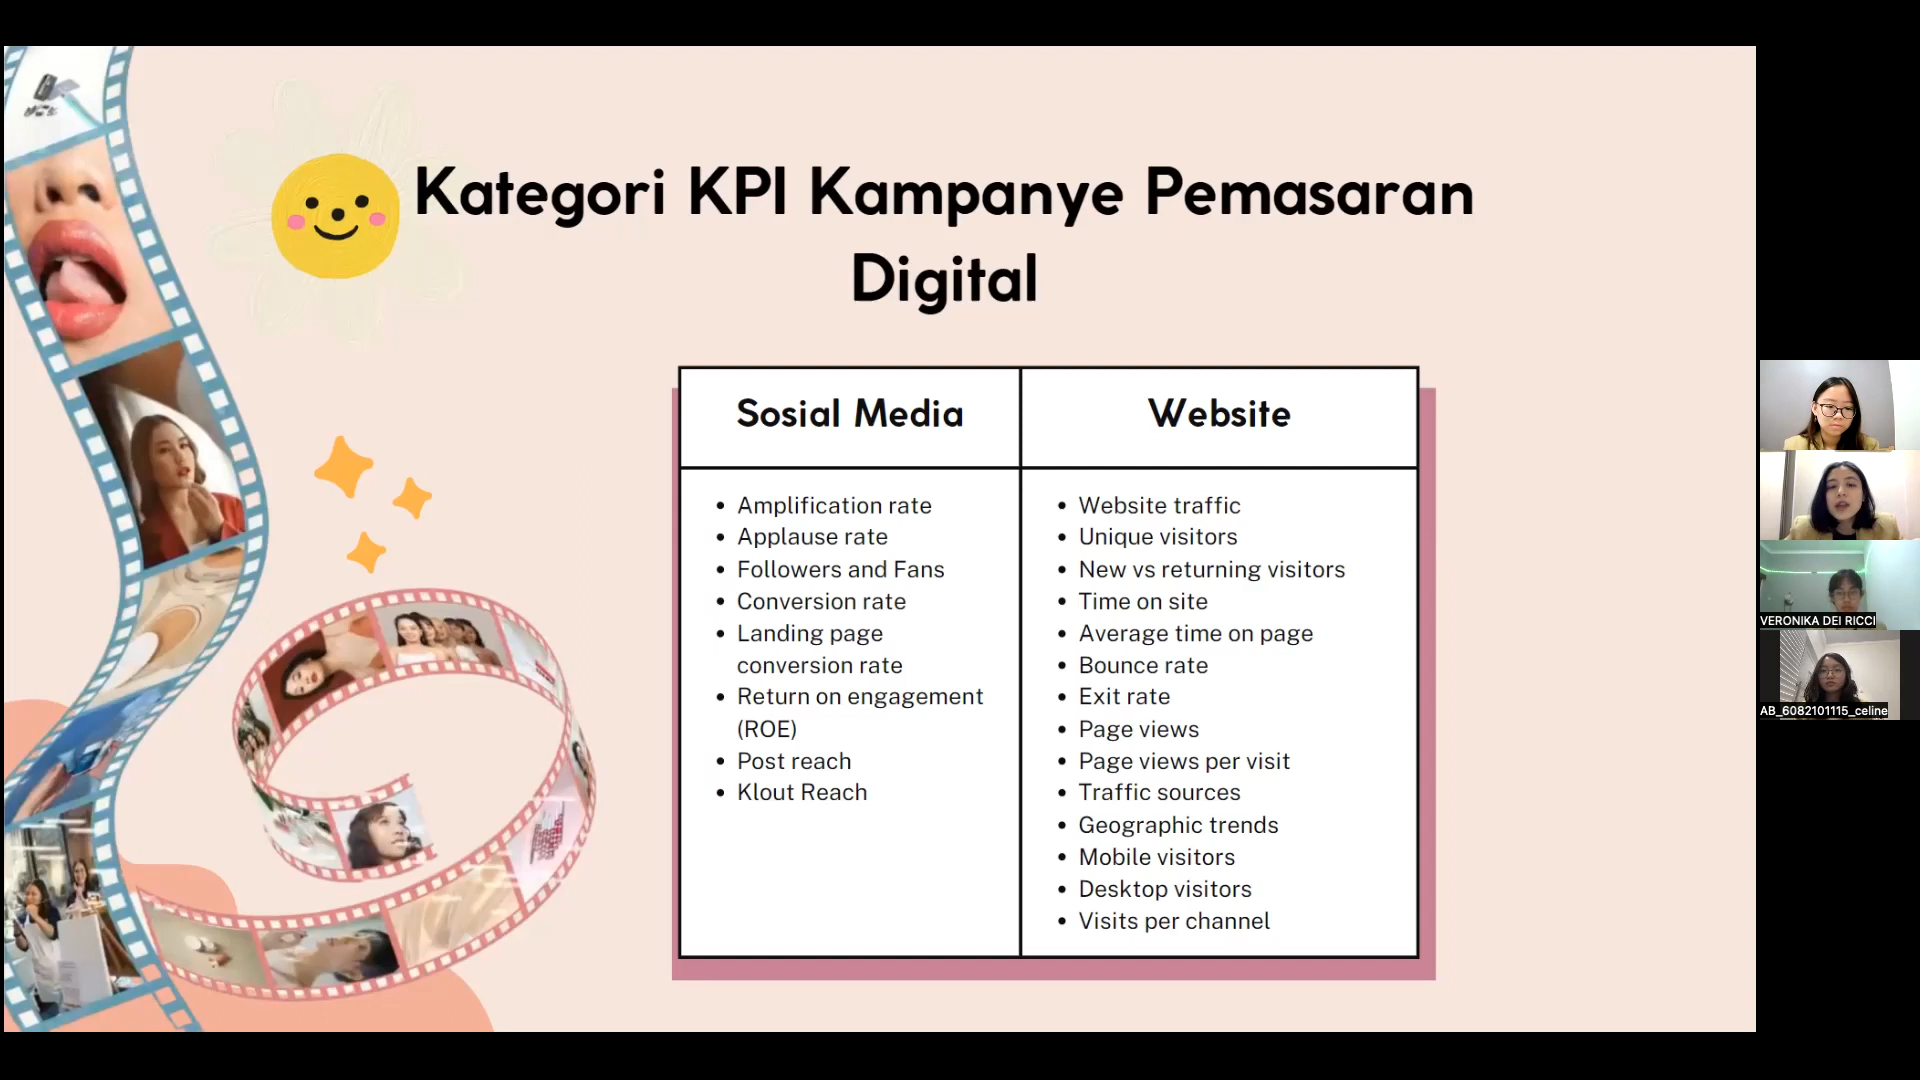 Kategori KPI Kampanye Pemasaran
Digital
Sosial Media
Website
Amplification rate
Applause rate
Followers and Fans
Conversion rate
Landing page
conversion rate
Return on engagement
(ROE)
Post reach
Klout Reach
Website traffic
Unique visitors
New vs returning visitors
Time on site
Average time on page
Bounce rate
Exit rate
Page views
Page views per visit
Traffic sources
Geographic trends
Mobile visitors
Desktop visitors
Visits per channel
VERONIKA DEI RICCI
AB_6082101115_celine